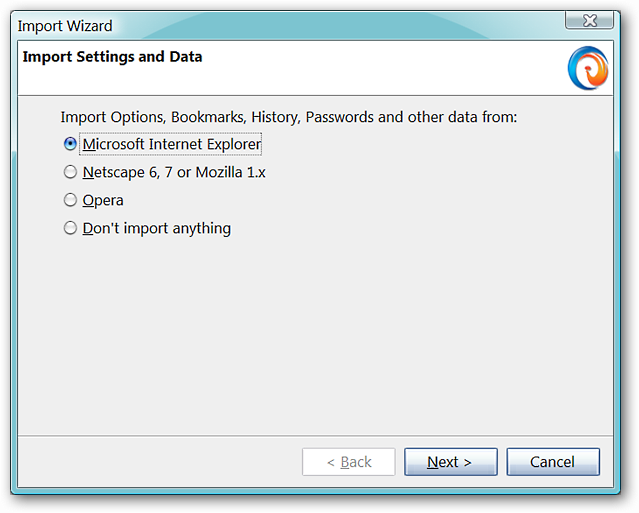 Import Wizard
Import Settings and Data
Import Options, Bookmarks, History, Passwords and other data from:
Microsoft Internet Explorer
Netscape 6, 7 or Mozilla 1.x
Opera
Don't import anything
< Back
Next >
Cancel